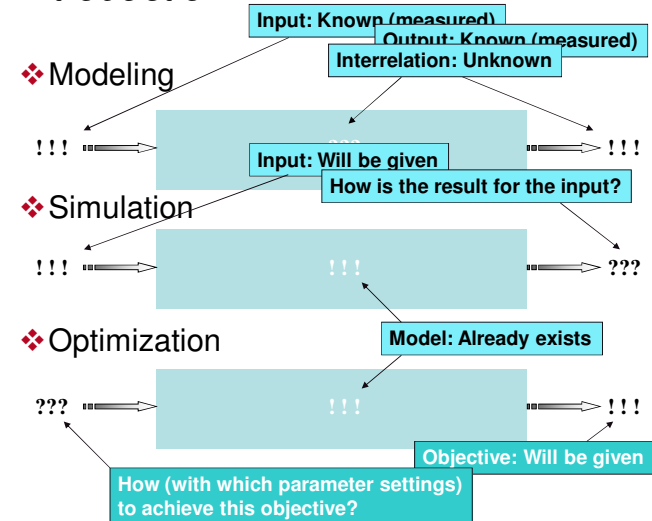 Input: Known (measured)
Output: Known (measured)
Interrelation: Unknown
❖ Modeling
! ! ! ! ! !
Input: Will be given
How is the result for the input?
❖ Simulation
! ! ! ! ! ! ???
Model: Already exists
❖ Optimization
??? ! ! ! ! ! !
Objective: Will be given
How (with which parameter settings)
to achieve this objective?